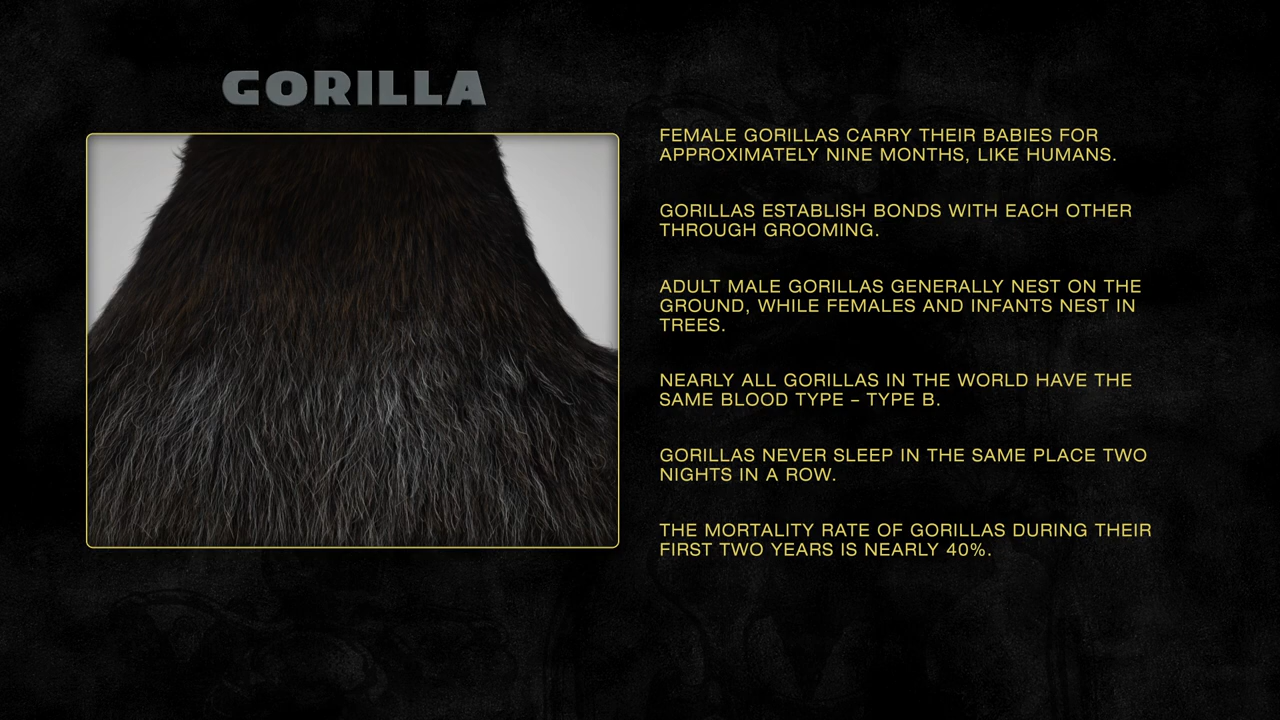 GORILLA
FEMALE GORILLAS CARRY THEIR BABIES FOR
APPROXIMATELY NINE MONTHS, LIKE HUMANS.
GORILLAS ESTABLISH BONDS WITH EACH OTHER
THROUGH GROOMING.
ADULT MALE GORILLAS GENERALLY NEST ON THE
GROUND, WHILE FEMALES AND INFANTS NEST IN
TREES.
NEARLY ALL GORILLAS IN THE WORLD HAVE THE
SAME BLOOD TYPE – TYPE B.
GORILLAS NEVER SLEEP IN THE SAME PLACE TWO
NIGHTS IN A ROW.
THE MORTALITY RATE OF GORILLAS DURING THEIR
FIRST TWO YEARS IS NEARLY 40%.